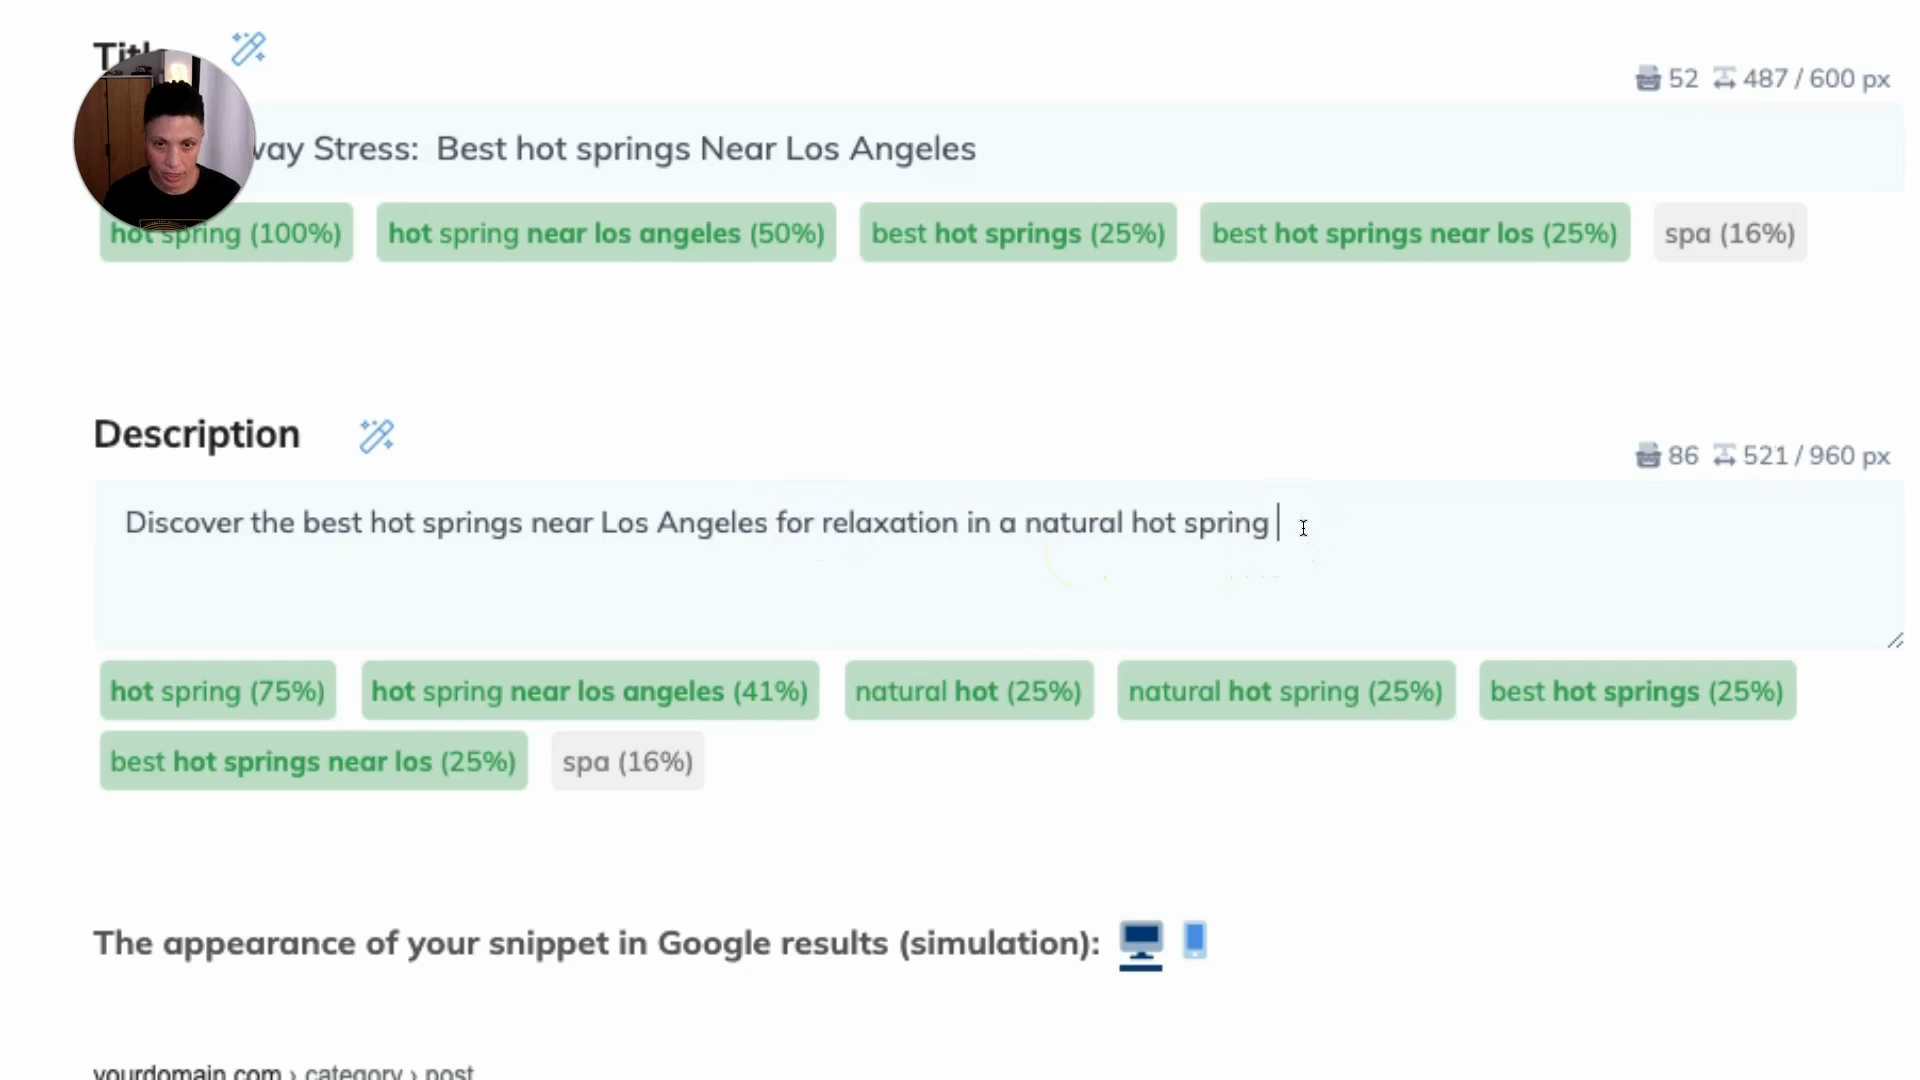 52 487 / 600 px
Stress: Best hot springs Near Los Angeles
hot spring (100%) hot spring near los angeles (50%) best hot springs (25%) best hot springs near los (25%) spa (16%)
Description
86 521 / 960 px
Discover the best hot springs near Los Angeles for relaxation in a natural hot spring
hot spring (75%) hot spring near los angeles (41%) natural hot (25%) natural hot spring (25%) best hot springs (25%)
best hot springs near los (25%) spa (16%)
The appearance of your snippet in Google results (simulation):
yourdomain.com › category › post